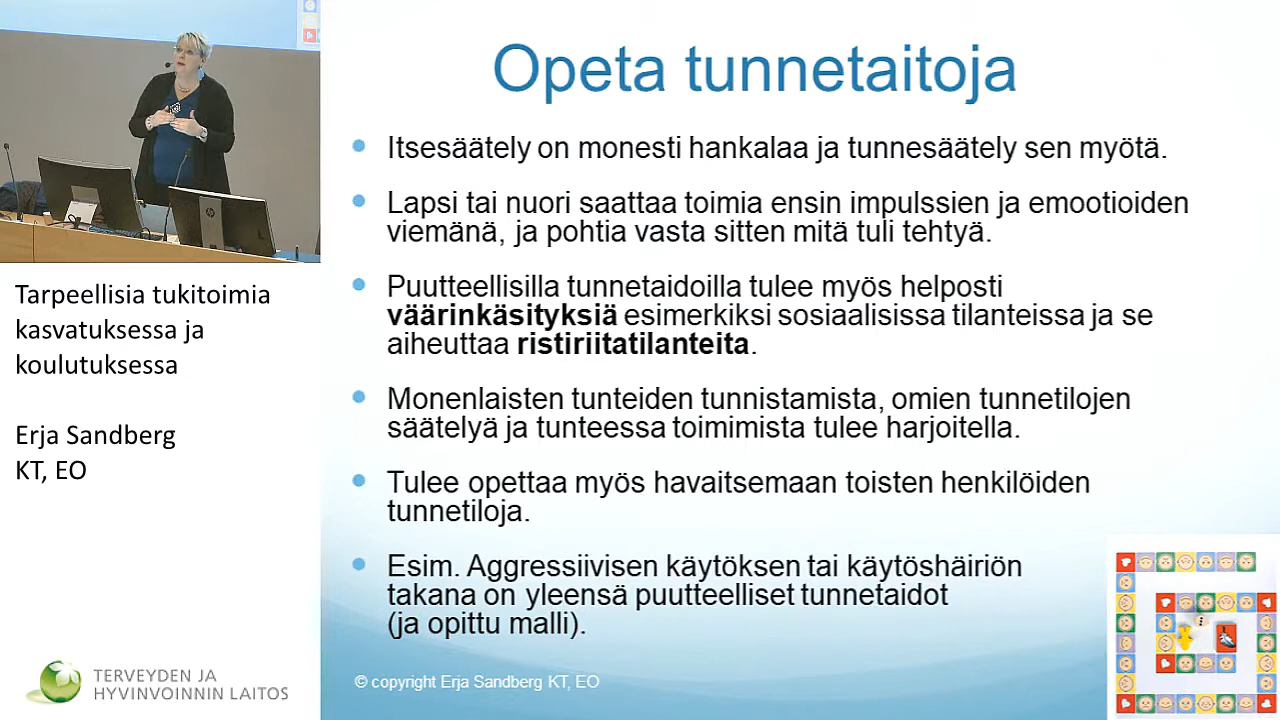 Opeta tunnetaitoja
Itsesäätely on monesti hankalaa ja tunnesäätely sen myötä.
Lapsi tai nuori saattaa toimia ensin impulssien ja emootioiden
viemänä, ja pohtia vasta sitten mitä tuli tehtyä.
Puutteellisilla tunnetaidoilla tulee myös helposti
väärinkäsityksiä esimerkiksi sosiaalisissa tilanteissa ja se
aiheuttaa ristiriitatilanteita.
Monenlaisten tunteiden tunnistamista, omien tunnetilojen
säätelyä ja tunteessa toimimista tulee harjoitella.
Tulee opettaa myös havaitsemaan toisten henkilöiden
tunnetiloja.
Esim. Aggressiivisen käytöksen tai käytöshäiriön
takana on yleensä puutteelliset tunnetaidot
(ja opittu malli).
© copyright Erja Sandberg KT, EO
Tarpeellisia tukitoimia
kasvatuksessa ja
koulutuksessa
Erja Sandberg
KT, EO
TERVEYDEN JA
HYVINVOINNIN LAITOS